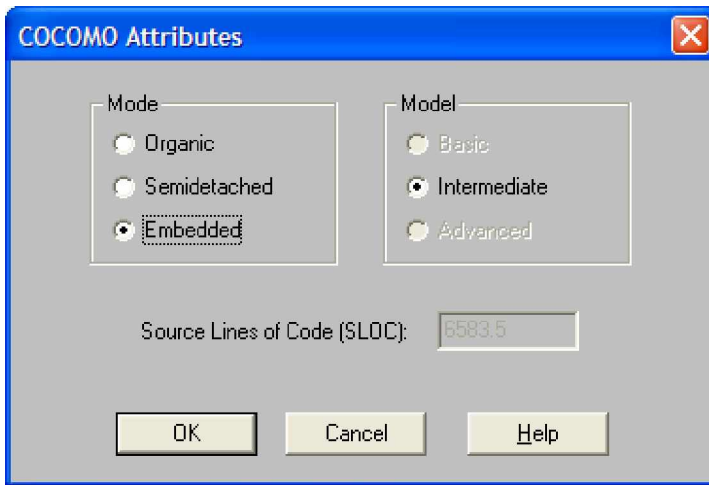 COCOMO Attributes
Mode
Organic
Semidetached
Embedded
Model
Basic
Intermediate
Advanced
Source Lines of Code (SLOC): 6583.5
OK Cancel Help